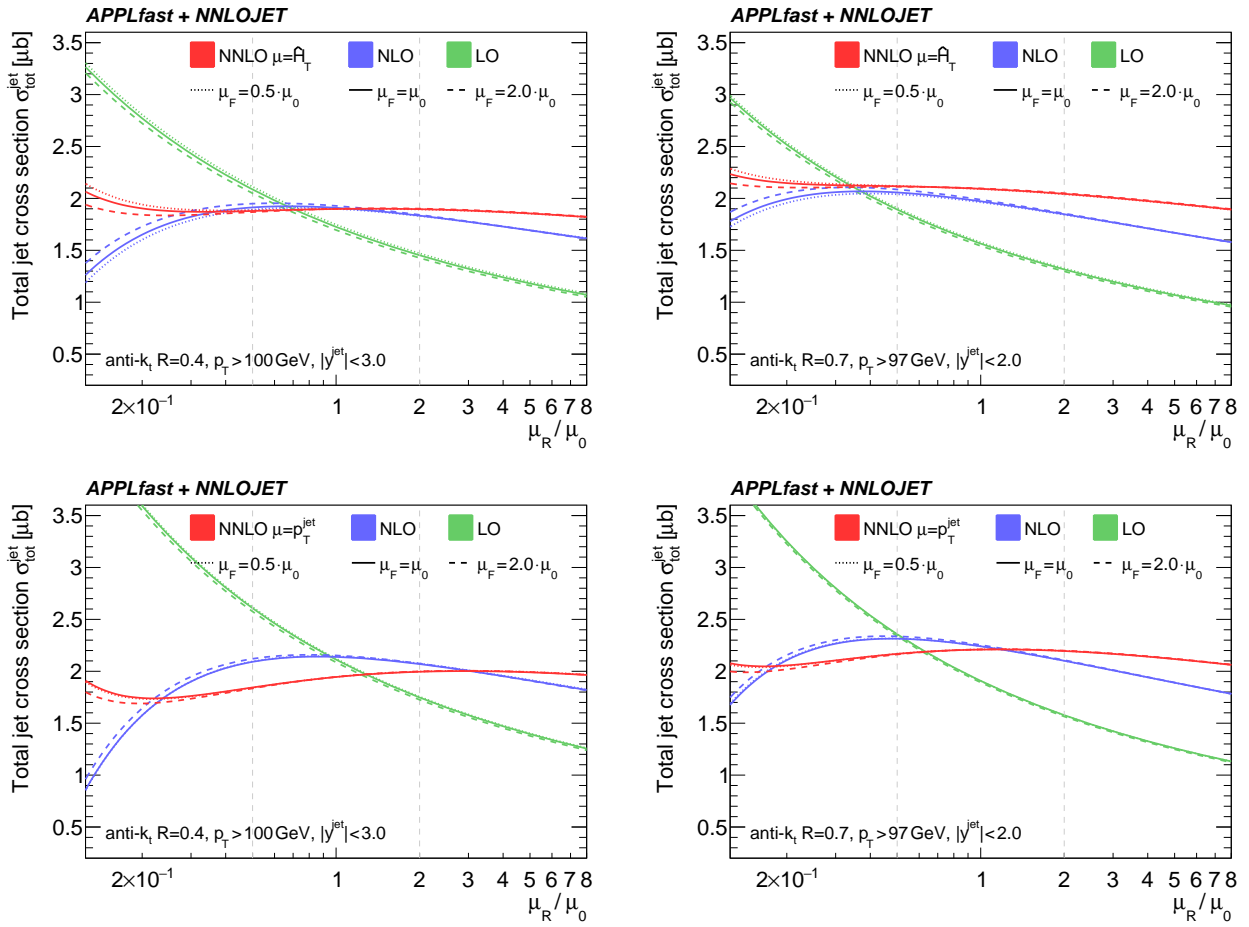 APPLfast + NNLOJET
Total jet cross section σ_tot^jet [μb]
3.5
3
2.5
2
1.5
1
0.5
NNLO μ=Ĥ_T NLO LO
μ_F=0.5·μ_0 μ_F=μ_0 μ_F=2.0·μ_0
anti-k_t R=0.4, p_T>100GeV, |y^jet|<3.0
2×10⁻¹ 1 2 3 4 5 6 7 8
μ_R/μ_0
APPLfast + NNLOJET
Total jet cross section σ_tot^jet [μb]
3.5
3
2.5
2
1.5
1
0.5
NNLO μ=Ĥ_T NLO LO
μ_F=0.5·μ_0 μ_F=μ_0 μ_F=2.0·μ_0
anti-k_t R=0.7, p_T>97GeV, |y^jet|<2.0
2×10⁻¹ 1 2 3 4 5 6 7 8
μ_R/μ_0
APPLfast + NNLOJET
Total jet cross section σ_tot^jet [μb]
3.5
3
2.5
2
1.5
1
0.5
NNLO μ=p_T^jet NLO LO
μ_F=0.5·μ_0 μ_F=μ_0 μ_F=2.0·μ_0
anti-k_t R=0.4, p_T>100GeV, |y^jet|<3.0
2×10⁻¹ 1 2 3 4 5 6 7 8
μ_R/μ_0
APPLfast + NNLOJET
Total jet cross section σ_tot^jet [μb]
3.5
3
2.5
2
1.5
1
0.5
NNLO μ=p_T^jet NLO LO
μ_F=0.5·μ_0 μ_F=μ_0 μ_F=2.0·μ_0
anti-k_t R=0.7, p_T>97GeV, |y^jet|<2.0
2×10⁻¹ 1 2 3 4 5 6 7 8
μ_R/μ_0